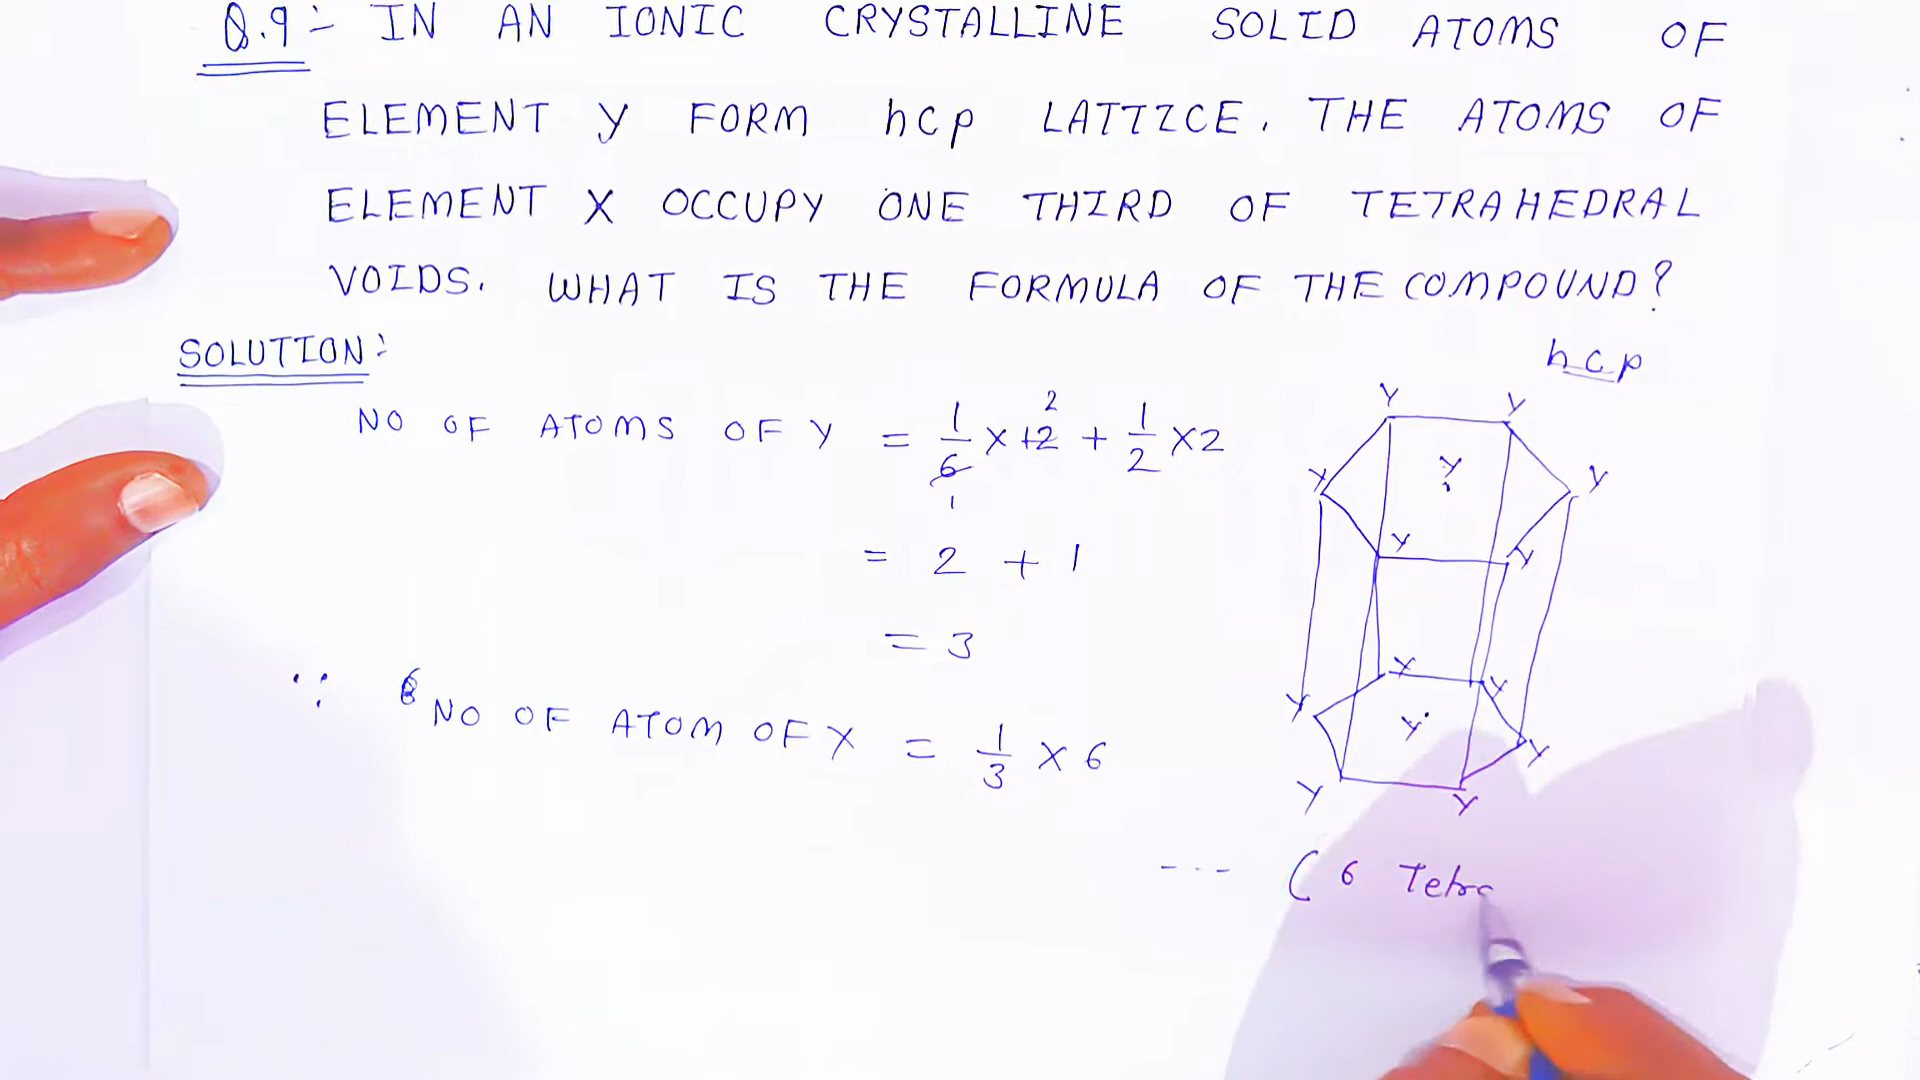 Q.9:- IN AN IONIC CRYSTALLINE SOLID ATOMS OF
ELEMENT Y FORM hcp LATTICE. THE ATOMS OF
ELEMENT X OCCUPY ONE THIRD OF TETRAHEDRAL
VOIDS. WHAT IS THE FORMULA OF THE COMPOUND?
SOLUTION:-
hcp
NO OF ATOMS OF Y = 1/6 × 12 + 1/2 × 2
2
1
= 2 + 1
= 3
∵ NO OF ATOM OF X = 1/3 × 6
Y Y
Y Y Y
Y Y
Y Y
Y Y Y
Y Y
--- ( 6 Tetra